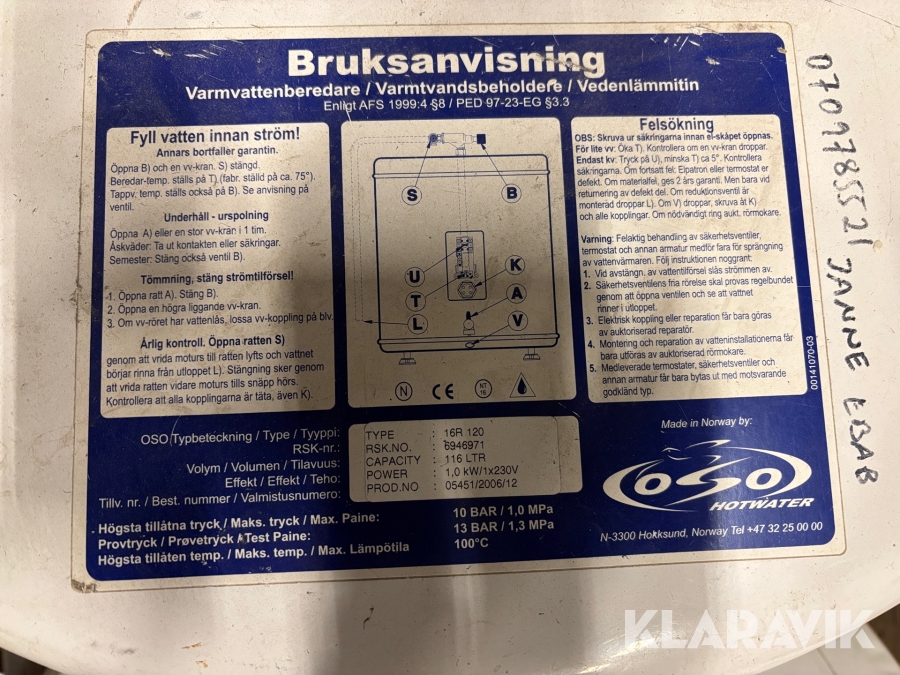 Bruksanvisning
Varmvattenberedare / Varmtvandsbeholdere / Vedenlämmitin
Enligt AFS 1999:4 §8 / PED 97-23-EG §3.3
Fyll vatten innan ström!
Annars bortfaller garantin.
Öppna B) och en vv-kran. S) stängd.
Beredar-temp. ställs på T).(fabr. ställd på ca. 75°).
Tappv. temp. ställs också på B). Se anvisning på
ventil.
Underhåll - urspolning
Öppna A) eller en stor vv-kran i 1 tim.
Åskväder: Ta ut kontakten eller säkringar.
Semester: Stäng också ventil B).
Tömmning, stäng strömtilförsel!
1. Öppna ratt A). Stäng B).
2. Öppna en högra liggande vv-kran.
3. Om vv-röret har vattenlås, lossa vv-koppling på blv.
Årlig kontroll. Öppna ratten S)
genom att vrida moturs till ratten lyfts och vattnet
börjar rinna från utloppet L). Stängning sker genom
att vrida ratten vidare moturs tills snäpp hörs.
Kontrollera att alla kopplingarna är täta, även K).
S
B
U
K
T
A
L
V
N
CE
NT
16
Felsökning
OBS: Skruva ur säkringarna innan el-skåpet öppnas.
För lite vv: Öka T). Kontrollera om en vv-kran droppar.
Endast kv: Tryck på U), minska T) ca 5°. Kontrollera
säkringarna. Om fortsatt fel: Elpatron eller termostat er
defekt. Om materialfel, ges 2 års garanti. Men bara vid
returnering av defekt del. Om reduktionsventil är
monterad droppar L). Om V) droppar, skruva åt K)
och alle kopplingar. Om nödvändigt ring aukt. rörmokare.
Varning: Felaktig behandling av säkerhetsventiler,
termostat och annan armatur medför fara för sprängning
av vattenvärmaren. Följ instruktionen noggrant:
1. Vid avstängn. av vattentilförsel slås strömmen av.
2. Säkerhetsventilens fria rörelse skal provas regelbundet
genom att öppna ventilen och se att vattnet
rinner i utloppet.
3. Elektrisk koppling eller reparation får bara göras
av auktoriserad reparatör.
4. Montering och reparation av vatteninstallationerna får
bara utföras av auktoriserad rörmokare.
5. Medleverade termostater, säkerhetsventiler och
annan armatur får bara bytas ut med motsvarande
godkänd typ.
00141070-03
OSO Typbeteckning / Type / Tyyppi:
RSK-nr.:
Volym / Volumen / Tilavuus:
Effekt / Effekt / Teho:
Tillv. nr. / Best. nummer / Valmistusnumero:
TYPE : 16R 120
RSK.NO. : 6946971
CAPACITY : 116 LTR
POWER : 1,0 kW/1x230V
PROD.NO : 05451/2006/12
Högsta tillåtna tryck / Maks. tryck / Max. Paine: 10 BAR / 1,0 MPa
Provtryck / Prøvetryck / Test Paine: 13 BAR / 1,3 MPa
Högsta tillåten temp. / Maks. temp. / Max. Lämpötila 100°C
Made in Norway by:
OSO
HOTWATER
N-3300 Hokksund, Norway Tel +47 32 25 00 00
0709785521 JANNE EBAB
KLARAVIK